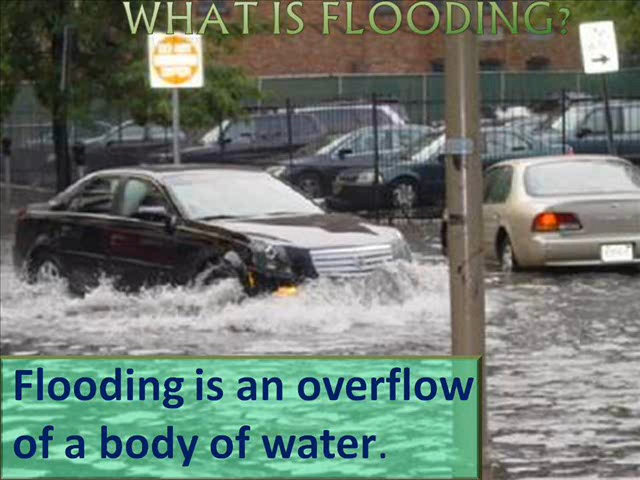 WHAT IS FLOODING?
Flooding is an overflow
of a body of water.